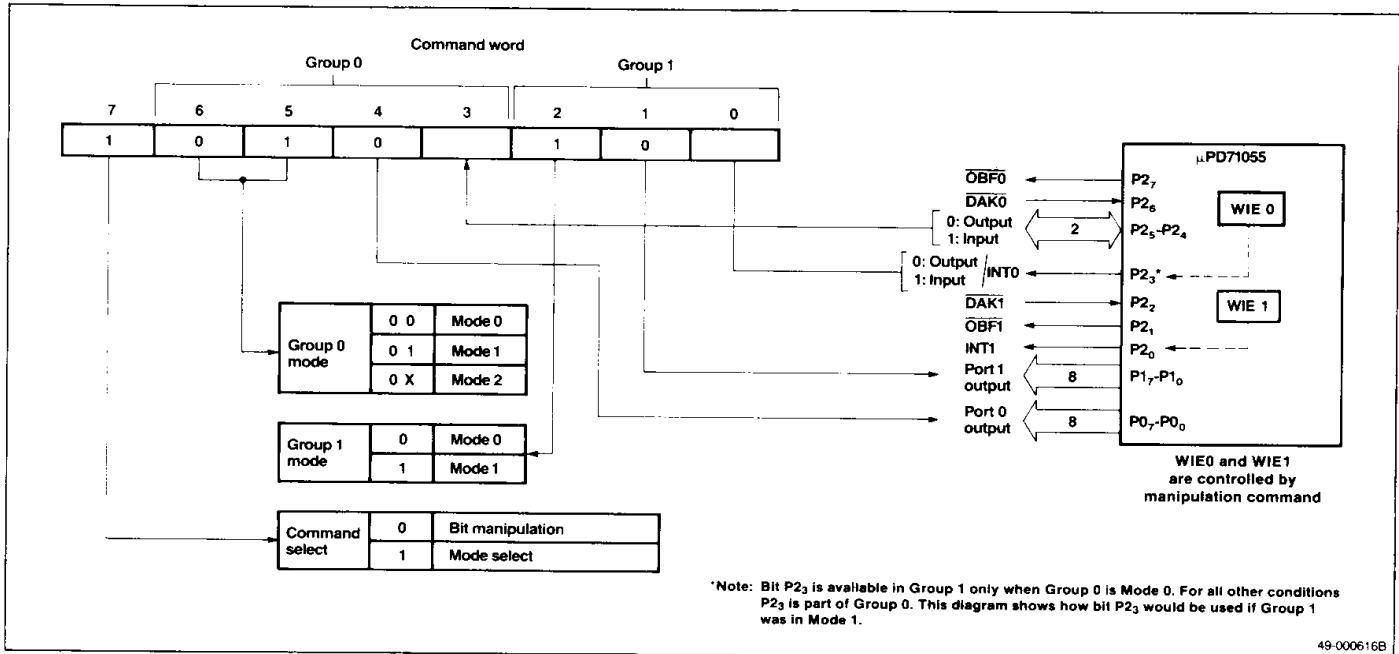 Command word
Group 0
Group 1
7 6 5 4 3 2 1 0
1 0 1 0 1 0
µPD71055
OBF0
P2₇
DAK0
P2₆
WIE 0
0: Output
1: Input
2
P2₅-P2₄
0: Output
1: Input
/INT0
P2₃*
DAK1
P2₂
WIE 1
OBF1
P2₁
INT1
P2₀
Port 1
output
8
P1₇-P1₀
Port 0
output
8
P0₇-P0₀
WIE0 and WIE1
are controlled by
manipulation command
Group 0
mode
0 0 Mode 0
0 1 Mode 1
0 X Mode 2
Group 1
mode
0 Mode 0
1 Mode 1
Command
select
0 Bit manipulation
1 Mode select
*Note: Bit P2₃ is available in Group 1 only when Group 0 is Mode 0. For all other conditions
P2₃ is part of Group 0. This diagram shows how bit P2₃ would be used if Group 1
was in Mode 1.
49-000616B